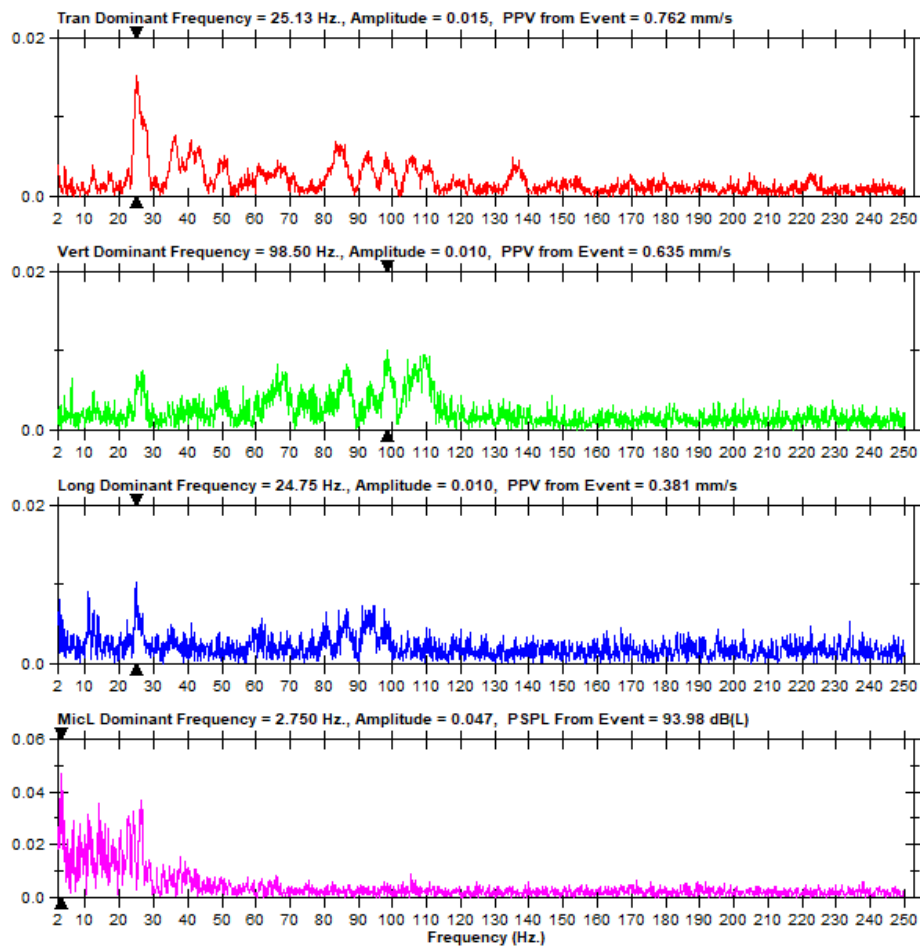 Tran Dominant Frequency = 25.13 Hz., Amplitude = 0.015, PPV from Event = 0.762 mm/s
0.02
0.0
2 10 20 30 40 50 60 70 80 90 100 110 120 130 140 150 160 170 180 190 200 210 220 230 240 250
Vert Dominant Frequency = 98.50 Hz., Amplitude = 0.010, PPV from Event = 0.635 mm/s
0.02
0.0
2 10 20 30 40 50 60 70 80 90 100 110 120 130 140 150 160 170 180 190 200 210 220 230 240 250
Long Dominant Frequency = 24.75 Hz., Amplitude = 0.010, PPV from Event = 0.381 mm/s
0.02
0.0
2 10 20 30 40 50 60 70 80 90 100 110 120 130 140 150 160 170 180 190 200 210 220 230 240 250
MicL Dominant Frequency = 2.750 Hz., Amplitude = 0.047, PSPL From Event = 93.98 dB(L)
0.06
0.04
0.02
0.0
2 10 20 30 40 50 60 70 80 90 100 110 120 130 140 150 160 170 180 190 200 210 220 230 240 250
Frequency (Hz.)